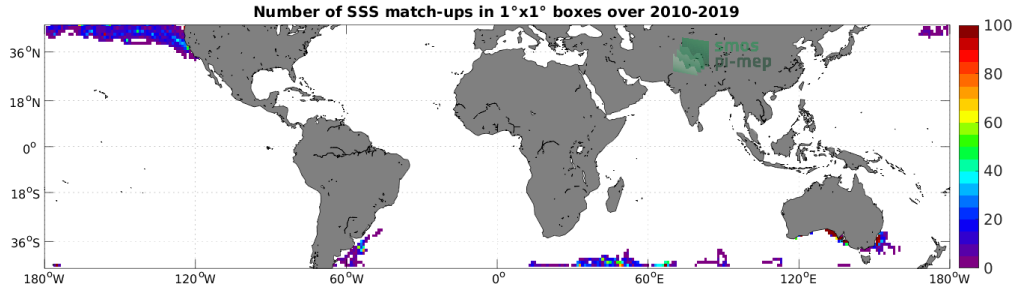 Number of SSS match-ups in 1°x1° boxes over 2010-2019
smos
pi-mep
36°N
18°N
0°
18°S
36°S
180°W
120°W
60°W
0°
60°E
120°E
180°W
100
80
60
40
20
0